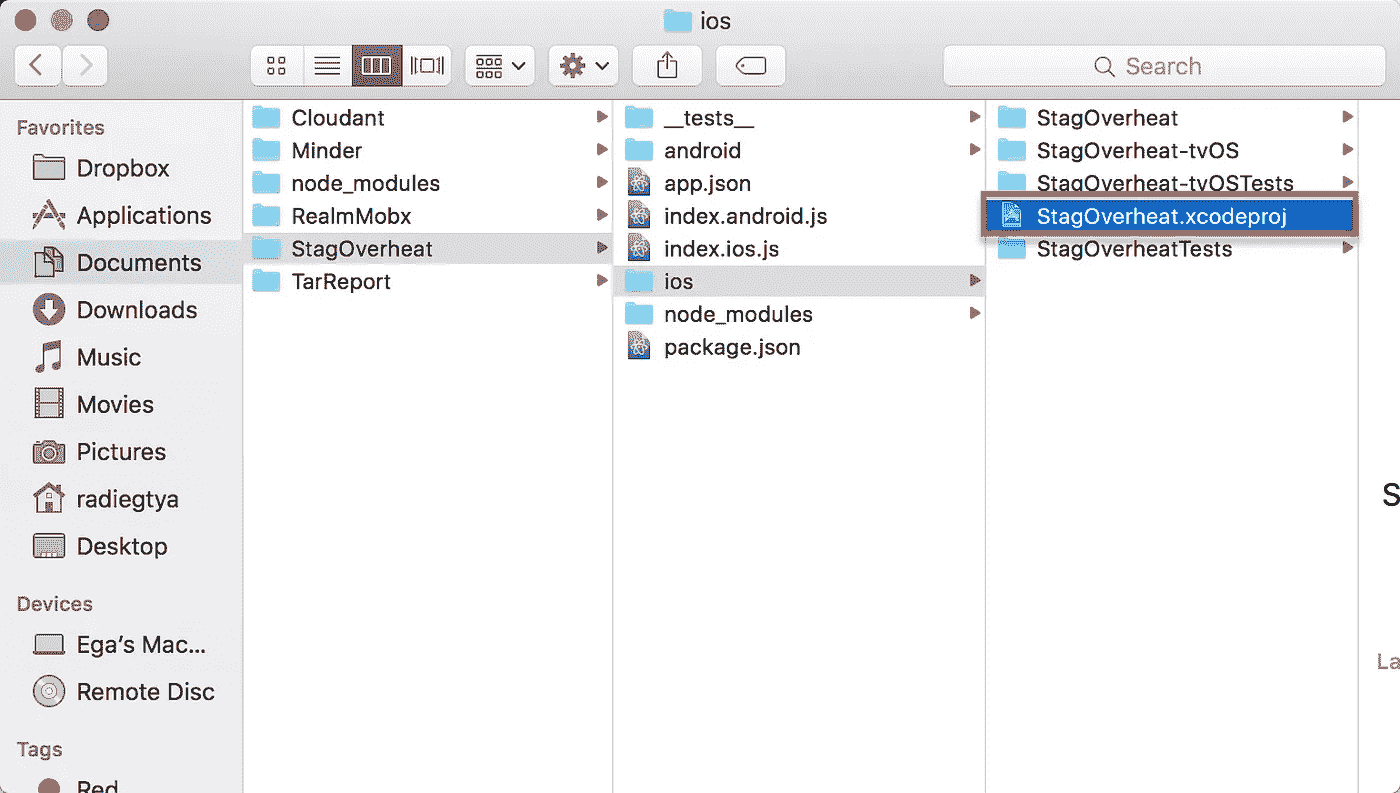 ios
Search
Favorites
Dropbox
Applications
Documents
Downloads
Music
Movies
Pictures
radiegtya
Desktop
Devices
Ega's Mac...
Remote Disc
Tags
Red
Cloudant
Minder
node_modules
RealmMobx
StagOverheat
TarReport
__tests__
android
app.json
index.android.js
index.ios.js
ios
node_modules
package.json
StagOverheat
StagOverheat-tvOS
StagOverheat-tvOSTests
StagOverheat.xcodeproj
StagOverheatTests
S
La